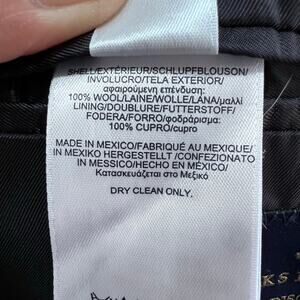 SHELL/EXTÉRIEUR/SCHLUPFBLOUSON/
INVOLUCRO/TELA EXTERIOR/
αφαιρούμενη επένδυση:
100% WOOL/LAINE/WOLLE/LANA/μαλλί
LINING/DOUBLURE/FUTTERSTOFF/
FODERA/FORRO/φοδράρισμα:
100% CUPRO/cupro
MADE IN MEXICO/FABRIQUÉ AU MEXIQUE/
IN MEXIKO HERGESTELLT /CONFEZIONATO
IN MESSICO/HECHO EN MÉXICO/
Κατασκευάζεται στο Μεξικό
DRY CLEAN ONLY.